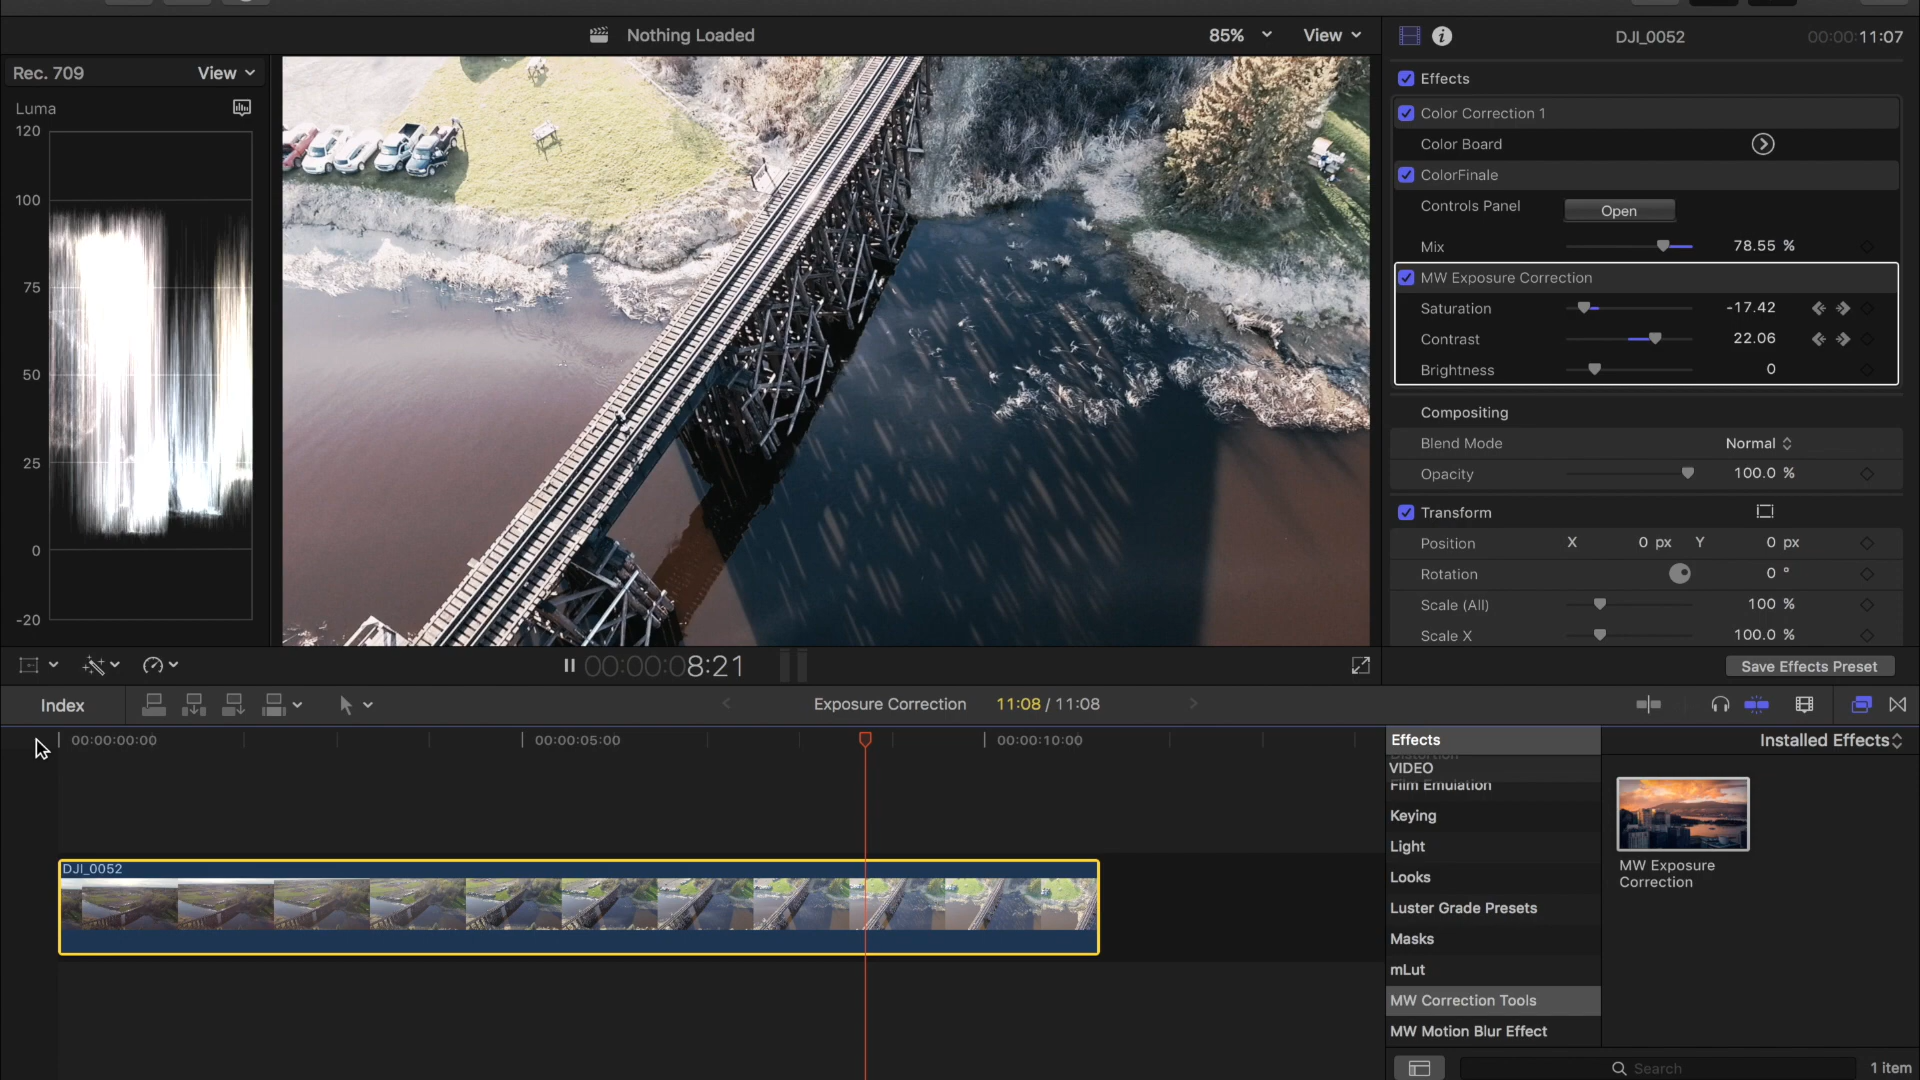 Nothing Loaded
85%
View
DJI_0052
00:00:11:07
Rec. 709
View
Luma
120
100
75
50
25
0
-20
Effects
Color Correction 1
Color Board
ColorFinale
Controls Panel
Open
Mix
78.55 %
MW Exposure Correction
Saturation
-17.42
Contrast
22.06
Brightness
0
Compositing
Blend Mode
Normal
Opacity
100.0 %
Transform
Position
X
0 px
Y
0 px
Rotation
0 °
Scale (All)
100 %
Scale X
100.0 %
00:00:08:21
Save Effects Preset
Index
Exposure Correction
11:08 / 11:08
00:00:00:00
00:00:05:00
00:00:10:00
DJI_0052
Effects
Installed Effects
Distortion
VIDEO
Film Emulation
Keying
Light
Looks
Luster Grade Presets
Masks
mLut
MW Correction Tools
MW Motion Blur Effect
MW Exposure
Correction
Search
1 item